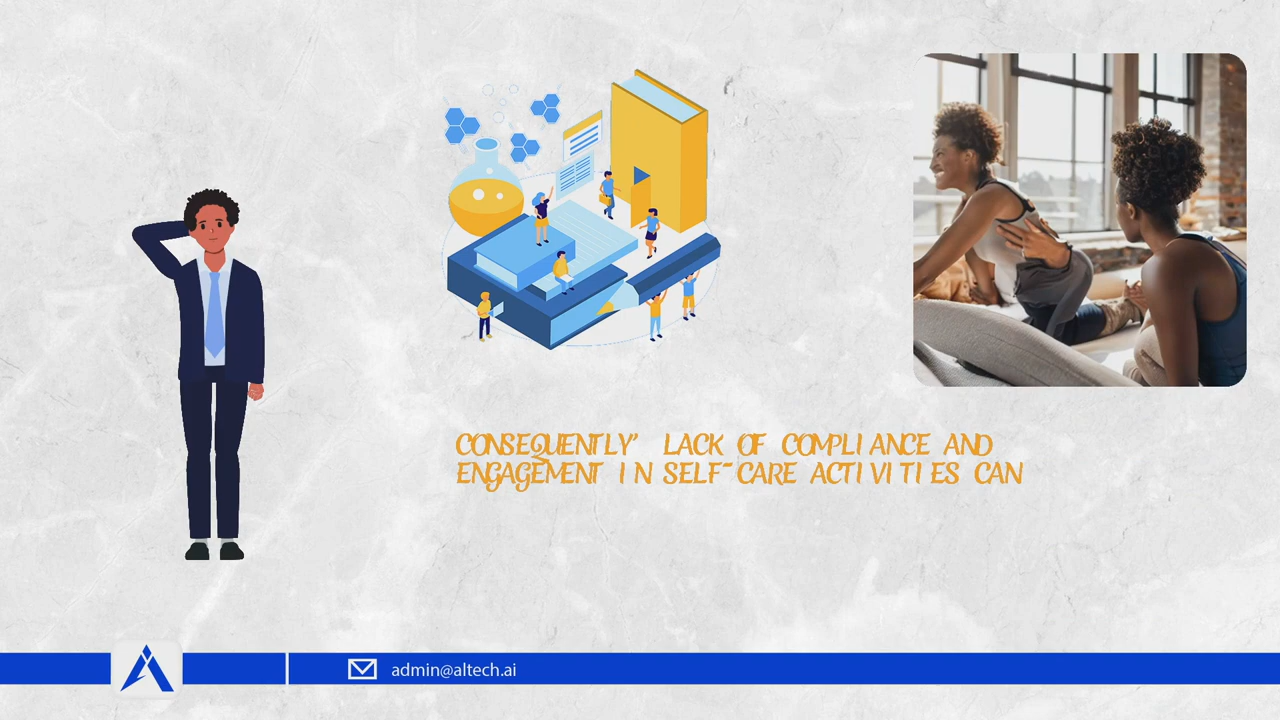 CONSEQUENTLY' LACK OF COMPLIANCE AND
ENGAGEMENT IN SELF-CARE ACTIVITIES CAN
admin@altech.ai